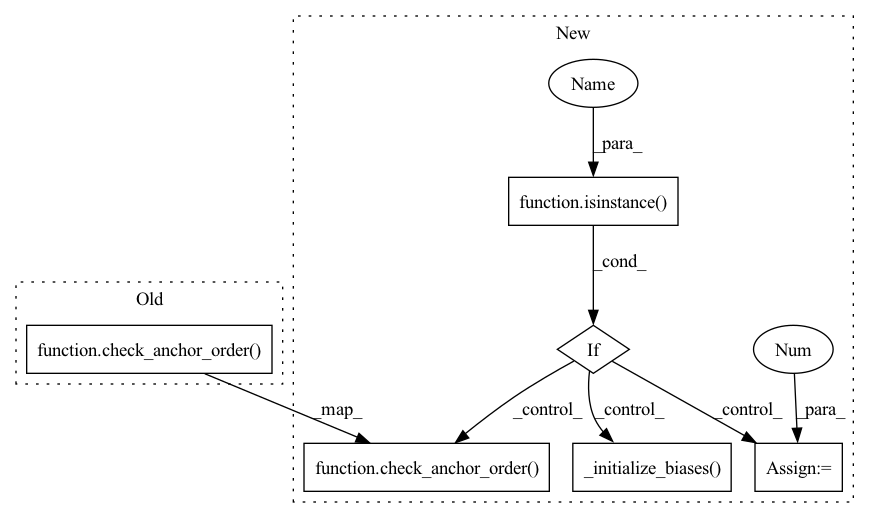 New
Name
_para_
function.isinstance()
_cond_
Old
function.check_anchor_order()
If
Num
_map_
_control_
_control_
_control_
_para_
function.check_anchor_order()
_initialize_biases()
Assign:=